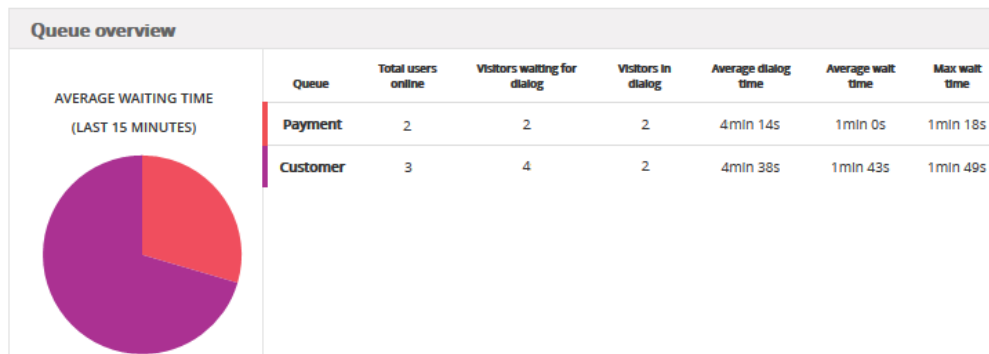 Queue overview
AVERAGE WAITING TIME
(LAST 15 MINUTES)
Queue Total users online Visitors waiting for dialog Visitors in dialog Average dialog time Average wait time Max wait time
Payment 2 2 2 4min 14s 1min 0s 1min 18s
Customer 3 4 2 4min 38s 1min 43s 1min 49s